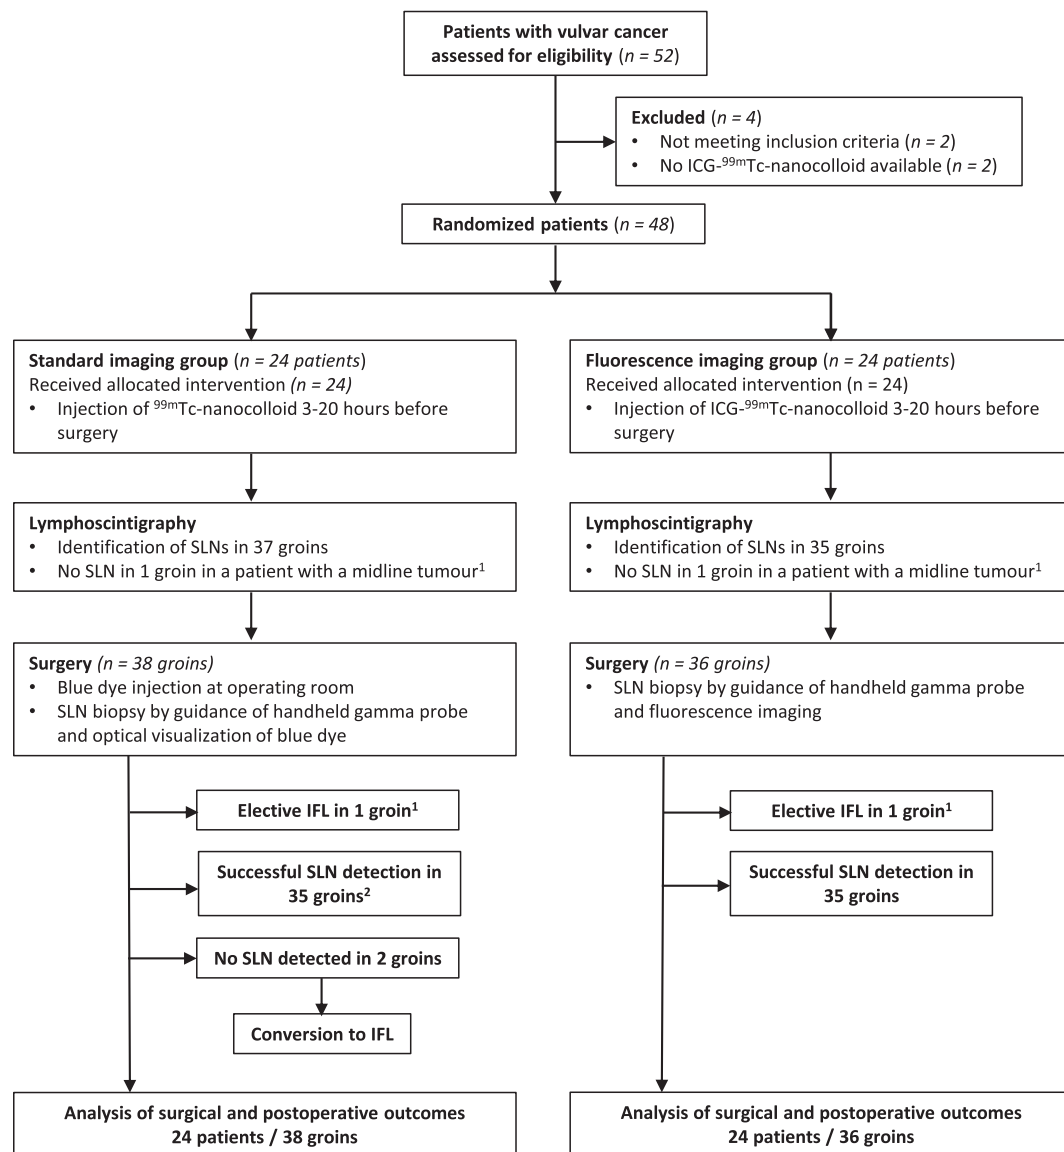 Patients with vulvar cancer
assessed for eligibility (n = 52)
Excluded (n = 4)
• Not meeting inclusion criteria (n = 2)
• No ICG-⁹⁹ᵐTc-nanocolloid available (n = 2)
Randomized patients (n = 48)
Standard imaging group (n = 24 patients)
Received allocated intervention (n = 24)
• Injection of ⁹⁹ᵐTc-nanocolloid 3-20 hours before
surgery
Fluorescence imaging group (n = 24 patients)
Received allocated intervention (n = 24)
• Injection of ICG-⁹⁹ᵐTc-nanocolloid 3-20 hours before
surgery
Lymphoscintigraphy
• Identification of SLNs in 37 groins
• No SLN in 1 groin in a patient with a midline tumour¹
Lymphoscintigraphy
• Identification of SLNs in 35 groins
• No SLN in 1 groin in a patient with a midline tumour¹
Surgery (n = 38 groins)
• Blue dye injection at operating room
• SLN biopsy by guidance of handheld gamma probe
and optical visualization of blue dye
Surgery (n = 36 groins)
• SLN biopsy by guidance of handheld gamma probe
and fluorescence imaging
Elective IFL in 1 groin¹
Successful SLN detection in
35 groins²
No SLN detected in 2 groins
Conversion to IFL
Elective IFL in 1 groin¹
Successful SLN detection in
35 groins
Analysis of surgical and postoperative outcomes
24 patients / 38 groins
Analysis of surgical and postoperative outcomes
24 patients / 36 groins